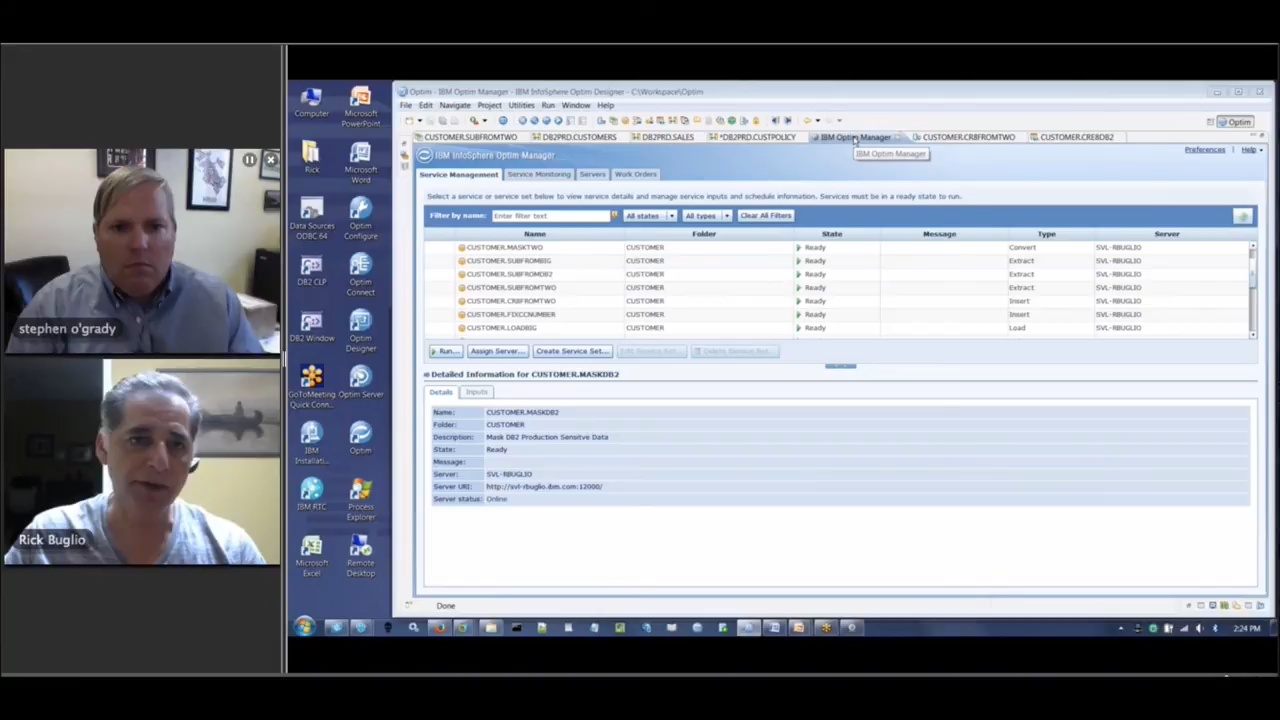 stephen o'grady
Rick Buglio
Computer
Microsoft PowerPoint
Rick
Microsoft Word
Data Sources ODBC 64
Optim Configure
DB2 CLP
Optim Connect
DB2 Window
Optim Designer
GoToMeeting Quick Conn...
Optim Server
IBM Installati...
Optim
IBM RTC
Process Explorer
Microsoft Excel
Remote Desktop
Optim - IBM Optim Manager - IBM InfoSphere Optim Designer - C:\Workspace\Optim
File Edit Navigate Project Utilities Run Window Help
Optim
CUSTOMER.SUBFROMTWO DB2PRD.CUSTOMERS DB2PRD.SALES *DB2PRD.CUSTPOLICY IBM Optim Manager CUSTOMER.CRBFROMTWO CUSTOMER.CREBDB2
IBM Optim Manager
IBM InfoSphere Optim Manager
Preferences Help
Service Management Service Monitoring Servers Work Orders
Select a service or service set below to view service details and manage service inputs and schedule information. Services must be in a ready state to run.
Filter by name: Enter filter text All states All types Clear All Filters
Name Folder State Message Type Server
CUSTOMER.MASKTWO CUSTOMER Ready Convert SVL-RBUGLIO
CUSTOMER.SUBFROMBIG CUSTOMER Ready Extract SVL-RBUGLIO
CUSTOMER.SUBFROMDB2 CUSTOMER Ready Extract SVL-RBUGLIO
CUSTOMER.SUBFROMTWO CUSTOMER Ready Extract SVL-RBUGLIO
CUSTOMER.CRBFROMTWO CUSTOMER Ready Insert SVL-RBUGLIO
CUSTOMER.FIXCCNUMBER CUSTOMER Ready Insert SVL-RBUGLIO
CUSTOMER.LOADBIG CUSTOMER Ready Load SVL-RBUGLIO
Run... Assign Server... Create Service Set... Edit Service Set... Delete Service Set...
Detailed Information for CUSTOMER.MASKDB2
Details Inputs
Name: CUSTOMER.MASKDB2
Folder: CUSTOMER
Description: Mask DB2 Production Sensitve Data
State: Ready
Message:
Server: SVL-RBUGLIO
Server URI: http://svl-rbuglio.ibm.com:12000/
Server status: Online
Done
2:24 PM